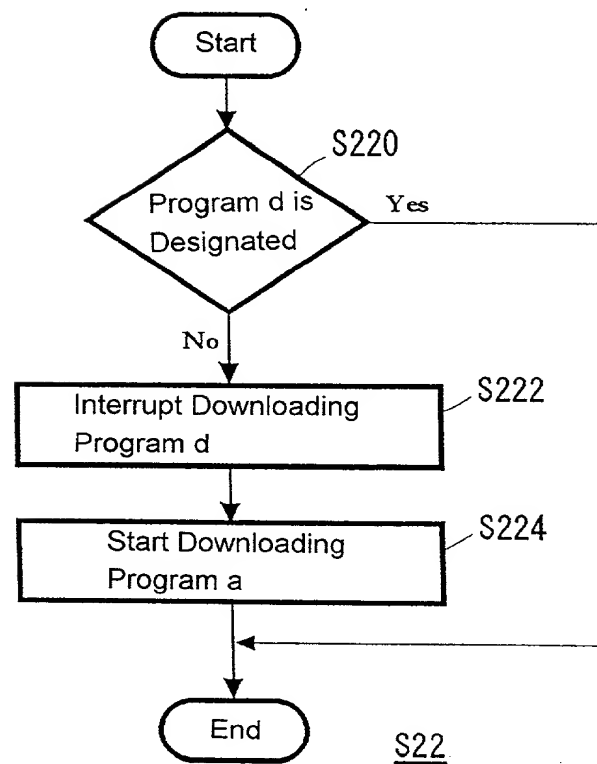 Start
S220
Program d is
Designated
Yes
No
S222
Interrupt Downloading
Program d
S224
Start Downloading
Program a
End
S22